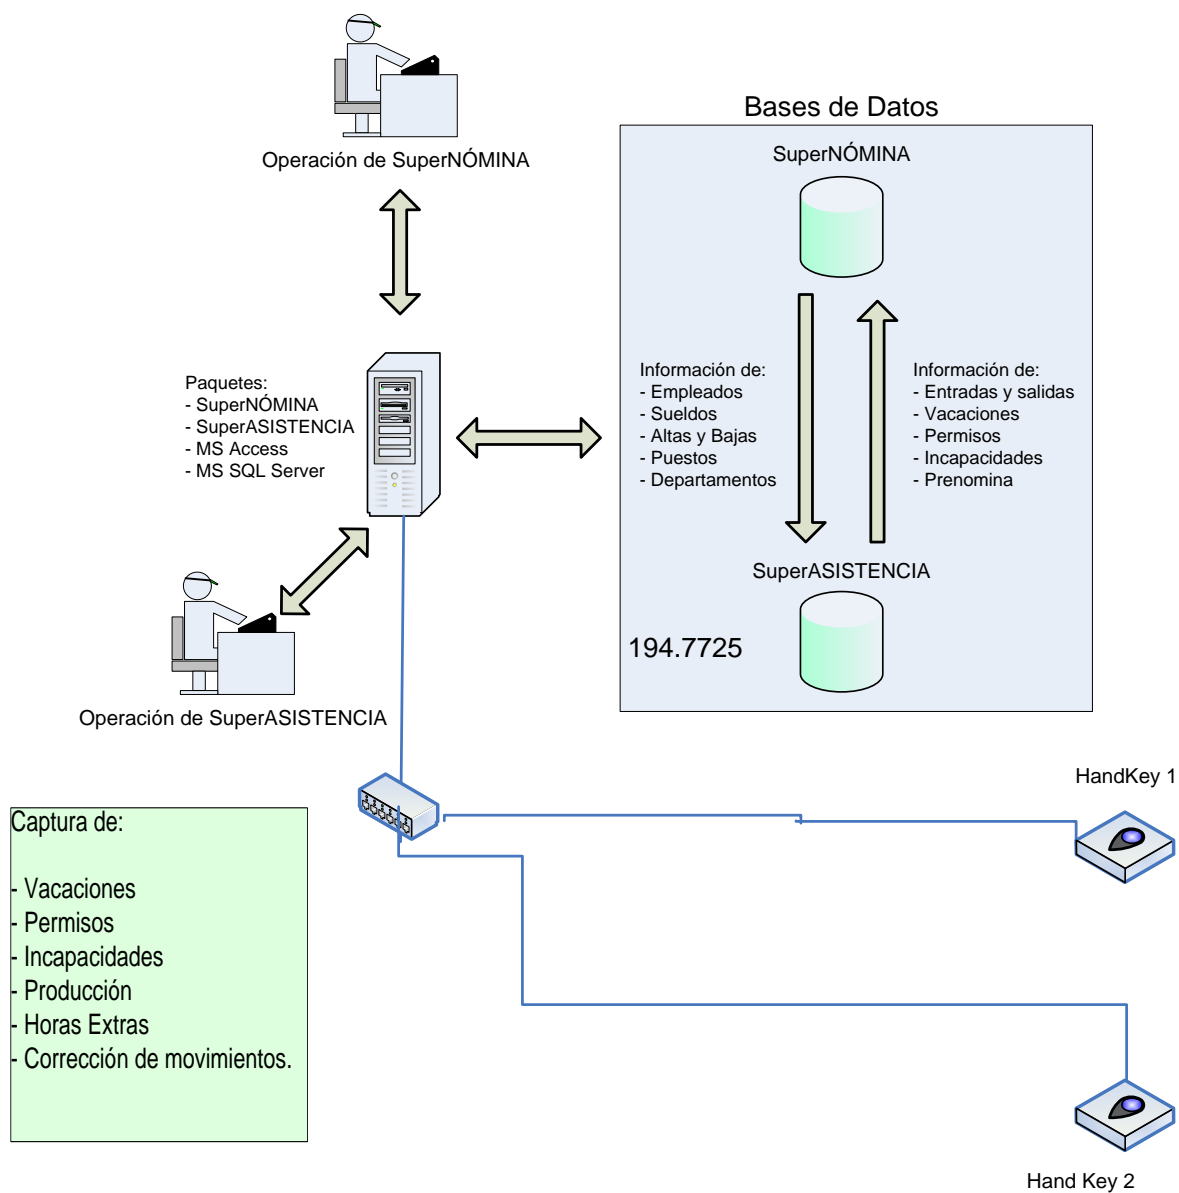 Operación de SuperNÓMINA
Bases de Datos
SuperNÓMINA
Paquetes:
- SuperNÓMINA
- SuperASISTENCIA
- MS Access
- MS SQL Server
Información de:
- Empleados
- Sueldos
- Altas y Bajas
- Puestos
- Departamentos
Información de:
- Entradas y salidas
- Vacaciones
- Permisos
- Incapacidades
- Prenomina
SuperASISTENCIA
194.7725
Operación de SuperASISTENCIA
HandKey 1
Captura de:
- Vacaciones
- Permisos
- Incapacidades
- Producción
- Horas Extras
- Corrección de movimientos.
Hand Key 2